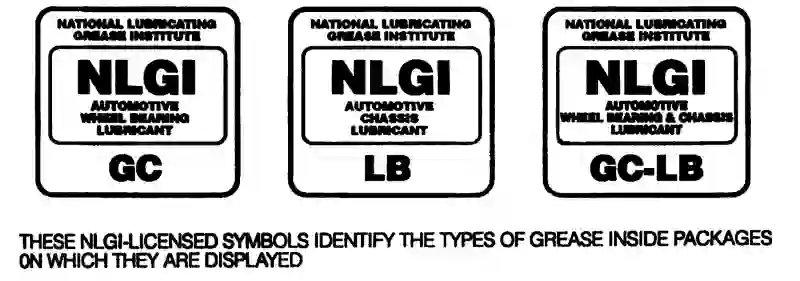 NATIONAL LUBRICATING
GREASE INSTITUTE
NLGI
AUTOMOTIVE
WHEEL BEARING
LUBRICANT
GC
NATIONAL LUBRICATING
GREASE INSTITUTE
NLGI
AUTOMOTIVE
CHASSIS
LUBRICANT
LB
NATIONAL LUBRICATING
GREASE INSTITUTE
NLGI
AUTOMOTIVE
WHEEL BEARING & CHASSIS
LUBRICANT
GC-LB
THESE NLGI-LICENSED SYMBOLS IDENTIFY THE TYPES OF GREASE INSIDE PACKAGES
ON WHICH THEY ARE DISPLAYED